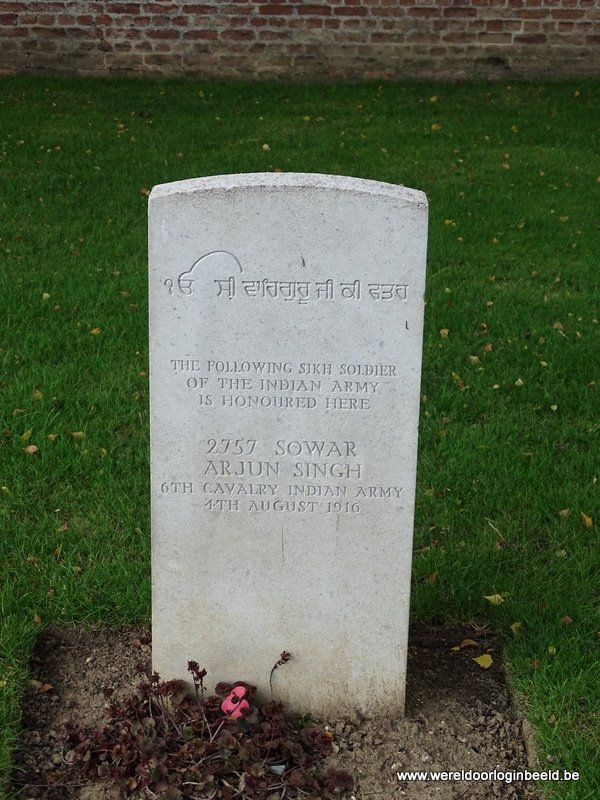 ੴ ਸ੍ਰੀ ਵਾਹਿਗੁਰੂ ਜੀ ਕੀ ਫਤਹ
THE FOLLOWING SIKH SOLDIER
OF THE INDIAN ARMY
IS HONOURED HERE
2757 SOWAR
ARJUN SINGH
6TH CAVALRY INDIAN ARMY
4TH AUGUST 1916
www.wereldoorloginbeeld.be